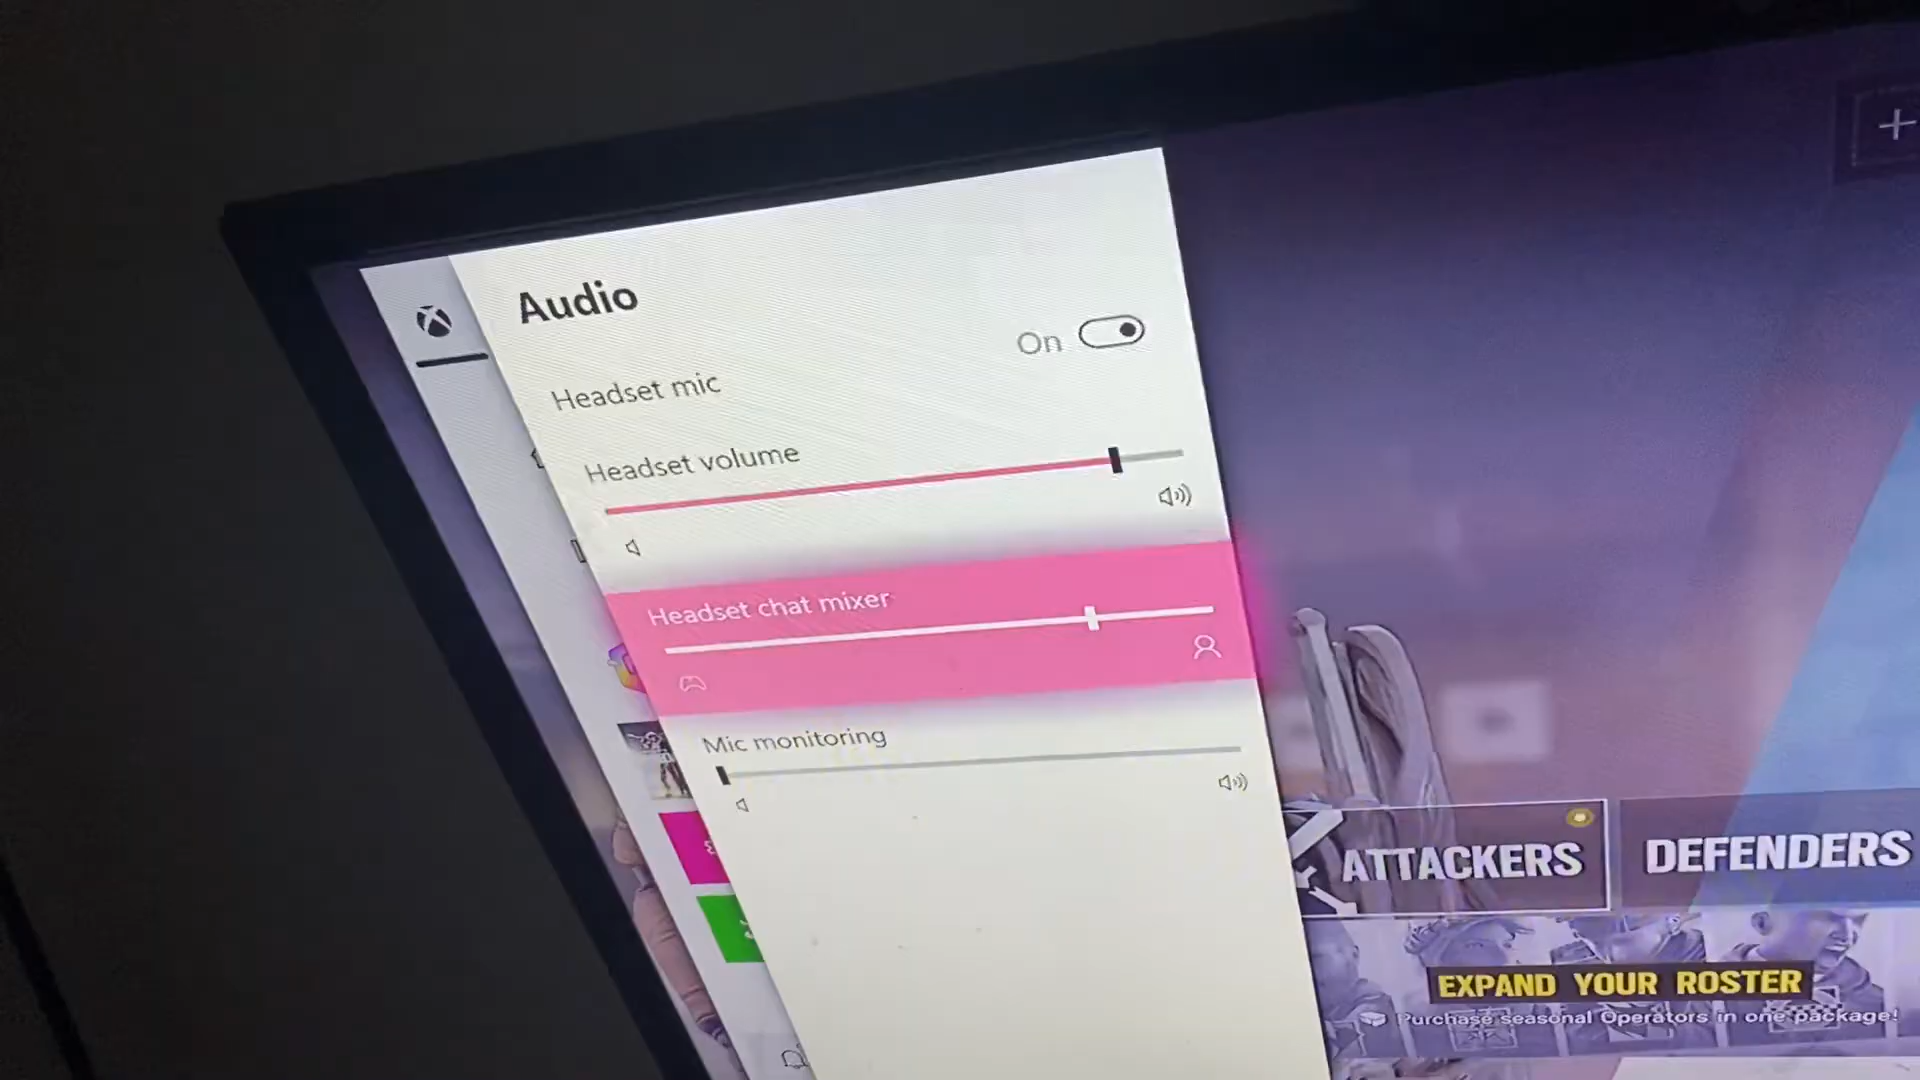 Audio
On
Headset mic
Headset volume
Headset chat mixer
Mic monitoring
ATTACKERS
DEFENDERS
EXPAND YOUR ROSTER
Purchase seasonal Operators in one package!